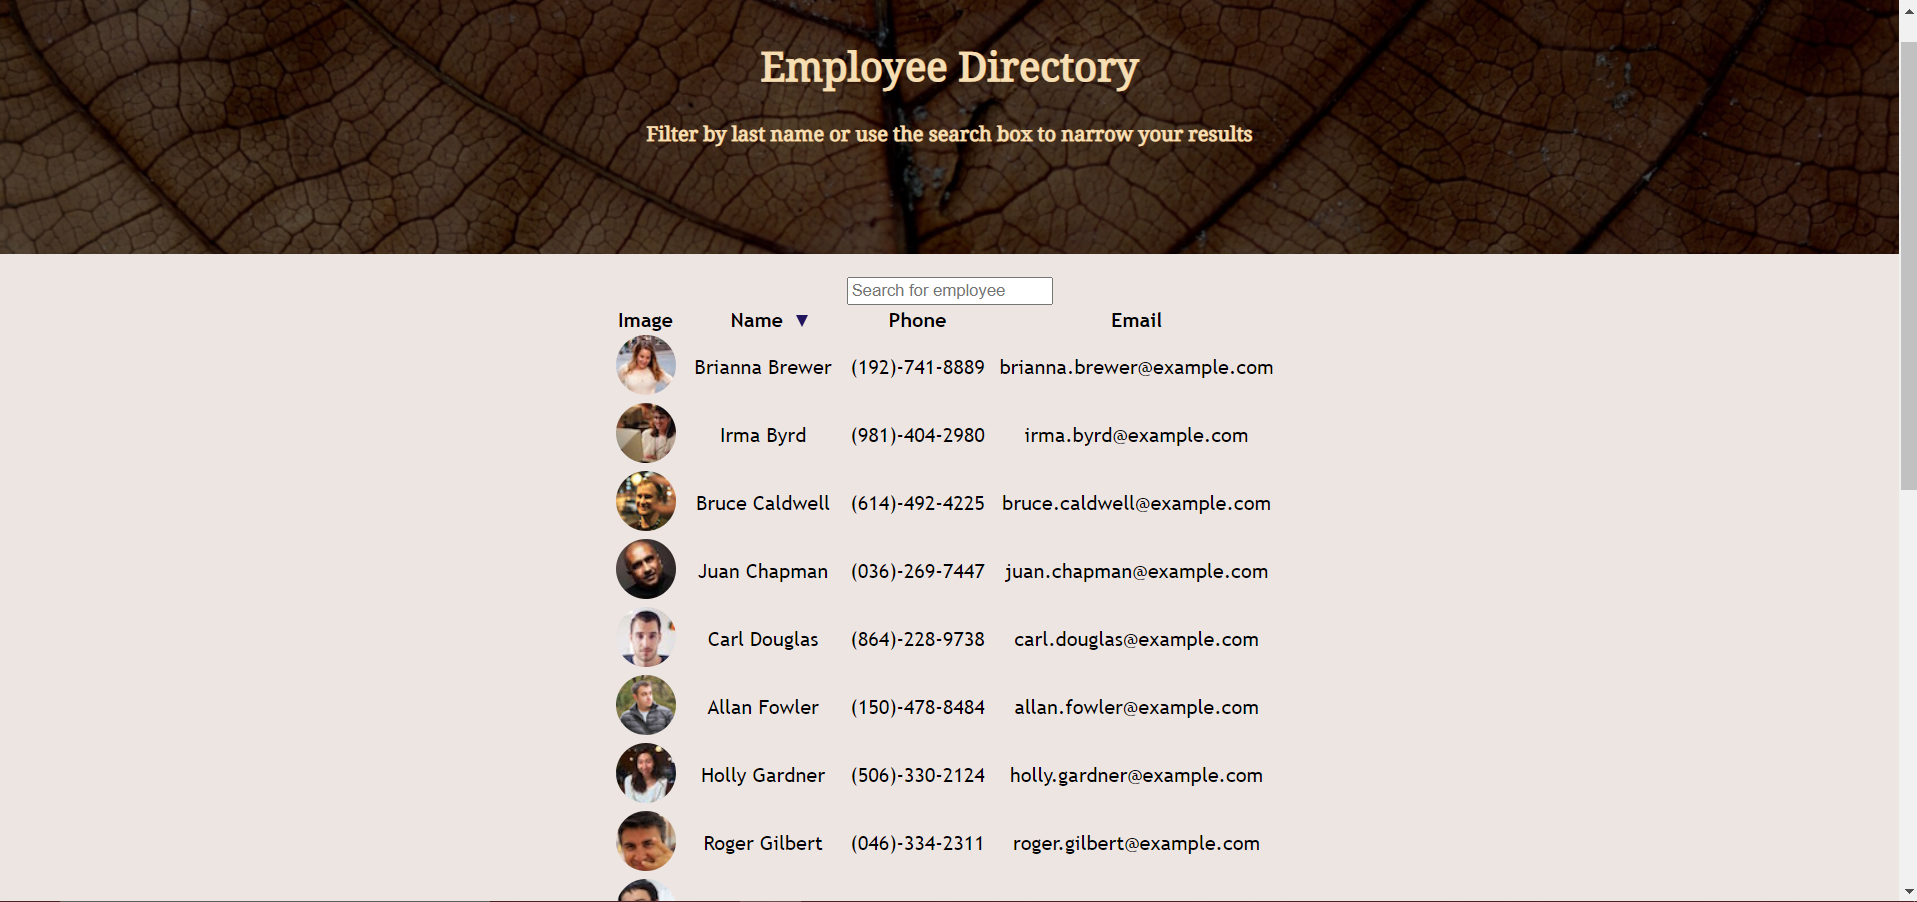 Employee Directory
Filter by last name or use the search box to narrow your results
Search for employee
Image Name ▼ Phone Email
Brianna Brewer (192)-741-8889 brianna.brewer@example.com
Irma Byrd (981)-404-2980 irma.byrd@example.com
Bruce Caldwell (614)-492-4225 bruce.caldwell@example.com
Juan Chapman (036)-269-7447 juan.chapman@example.com
Carl Douglas (864)-228-9738 carl.douglas@example.com
Allan Fowler (150)-478-8484 allan.fowler@example.com
Holly Gardner (506)-330-2124 holly.gardner@example.com
Roger Gilbert (046)-334-2311 roger.gilbert@example.com